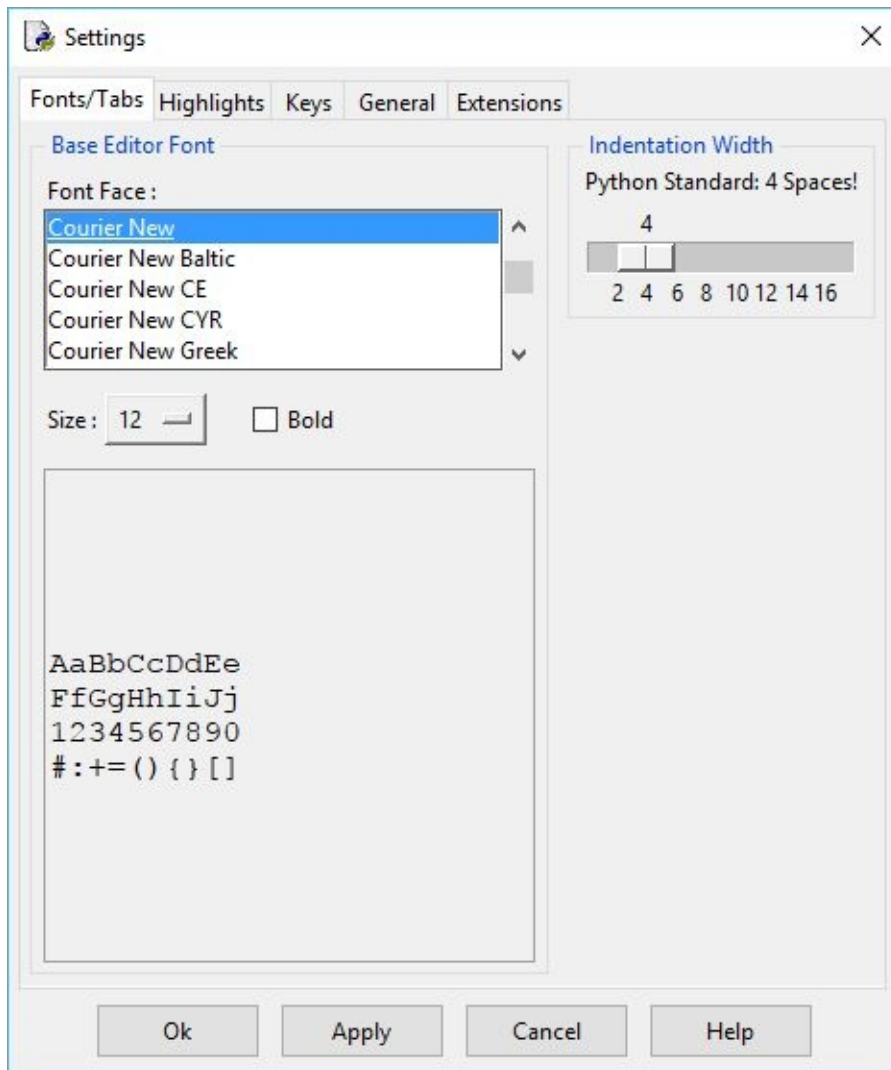 Settings
Fonts/Tabs Highlights Keys General Extensions
Base Editor Font
Font Face :
Courier New
Courier New Baltic
Courier New CE
Courier New CYR
Courier New Greek
Size : 12 Bold
AaBbCcDdEe
FfGgHhIiJj
1234567890
#:+=(){}[]
Indentation Width
Python Standard: 4 Spaces!
4
2 4 6 8 10 12 14 16
Ok Apply Cancel Help